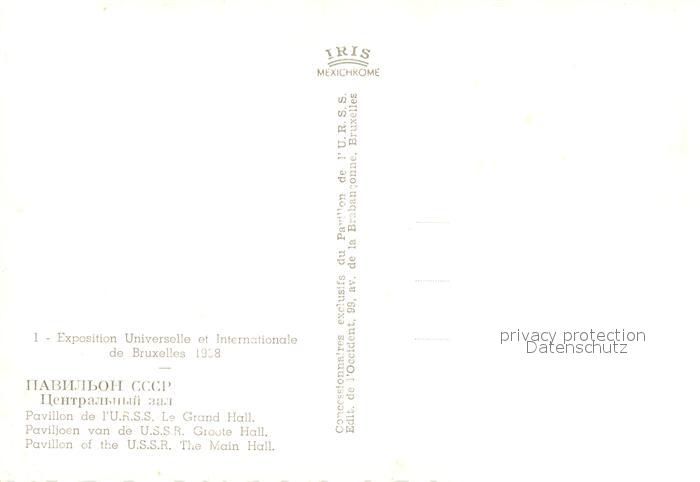 IRIS
MEXICHROME
Concessionnaires exclusifs du Pavillon de l'U.R.S.S.
Edit. de l'Occident, 99, av. de la Brabançonne, Bruxelles
1 - Exposition Universelle et Internationale
de Bruxelles 1958
ПАВИЛЬОН СССР
Центральный зал
Pavillon de l'U.R.S.S. Le Grand Hall.
Paviljoen van de U.S.S.R. Groote Hall.
Pavillon of the U.S.S.R. The Main Hall.
privacy protection
Datenschutz